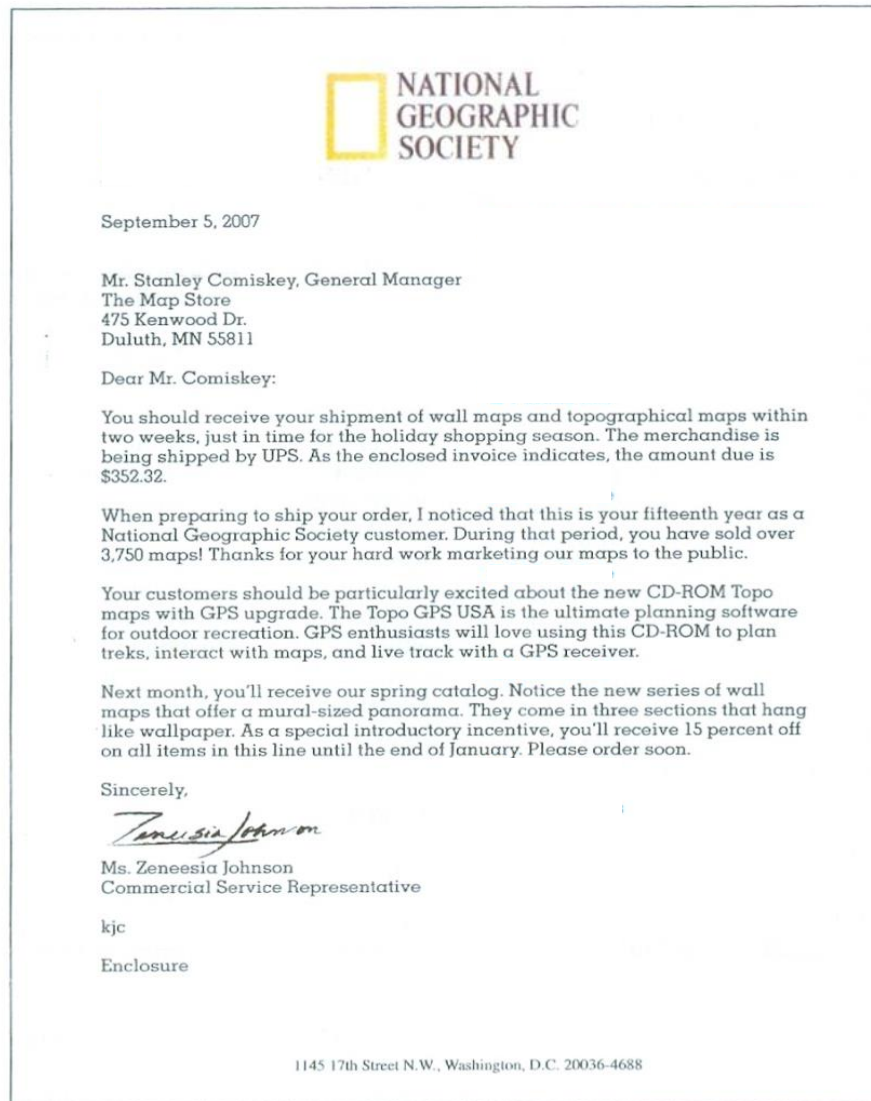 NATIONAL
GEOGRAPHIC
SOCIETY
September 5, 2007
Mr. Stanley Comiskey, General Manager
The Map Store
475 Kenwood Dr.
Duluth, MN 55811
Dear Mr. Comiskey:
You should receive your shipment of wall maps and topographical maps within
two weeks, just in time for the holiday shopping season. The merchandise is
being shipped by UPS. As the enclosed invoice indicates, the amount due is
$352.32.
When preparing to ship your order, I noticed that this is your fifteenth year as a
National Geographic Society customer. During that period, you have sold over
3,750 maps! Thanks for your hard work marketing our maps to the public.
Your customers should be particularly excited about the new CD-ROM Topo
maps with GPS upgrade. The Topo GPS USA is the ultimate planning software
for outdoor recreation. GPS enthusiasts will love using this CD-ROM to plan
treks, interact with maps, and live track with a GPS receiver.
Next month, you'll receive our spring catalog. Notice the new series of wall
maps that offer a mural-sized panorama. They come in three sections that hang
like wallpaper. As a special introductory incentive, you'll receive 15 percent off
on all items in this line until the end of January. Please order soon.
Sincerely,
Zeneesia Johnson
Ms. Zeneesia Johnson
Commercial Service Representative
kjc
Enclosure
1145 17th Street N.W., Washington, D.C. 20036-4688